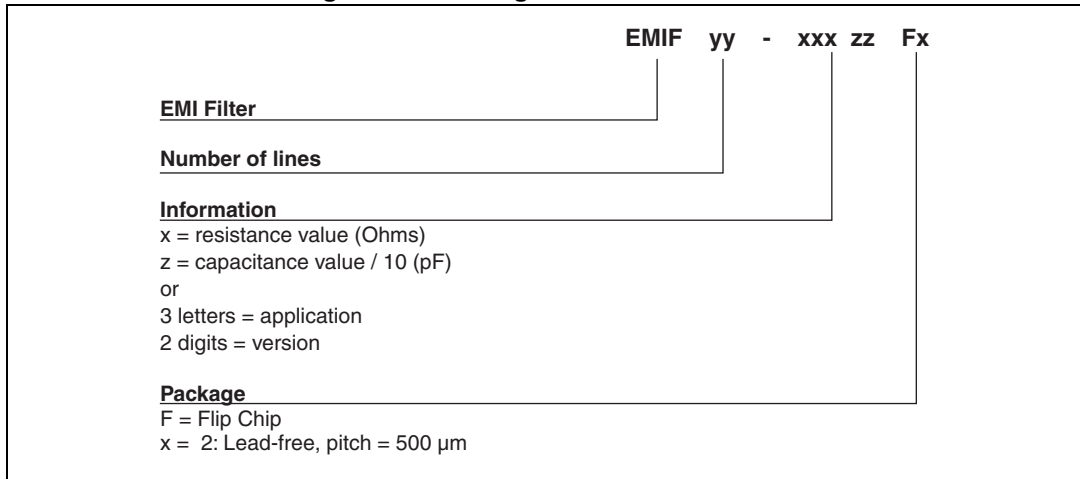 EMIF yy - xxx zz Fx
EMI Filter
Number of lines
Information
x = resistance value (Ohms)
z = capacitance value / 10 (pF)
or
3 letters = application
2 digits = version
Package
F = Flip Chip
x = 2: Lead-free, pitch = 500 µm